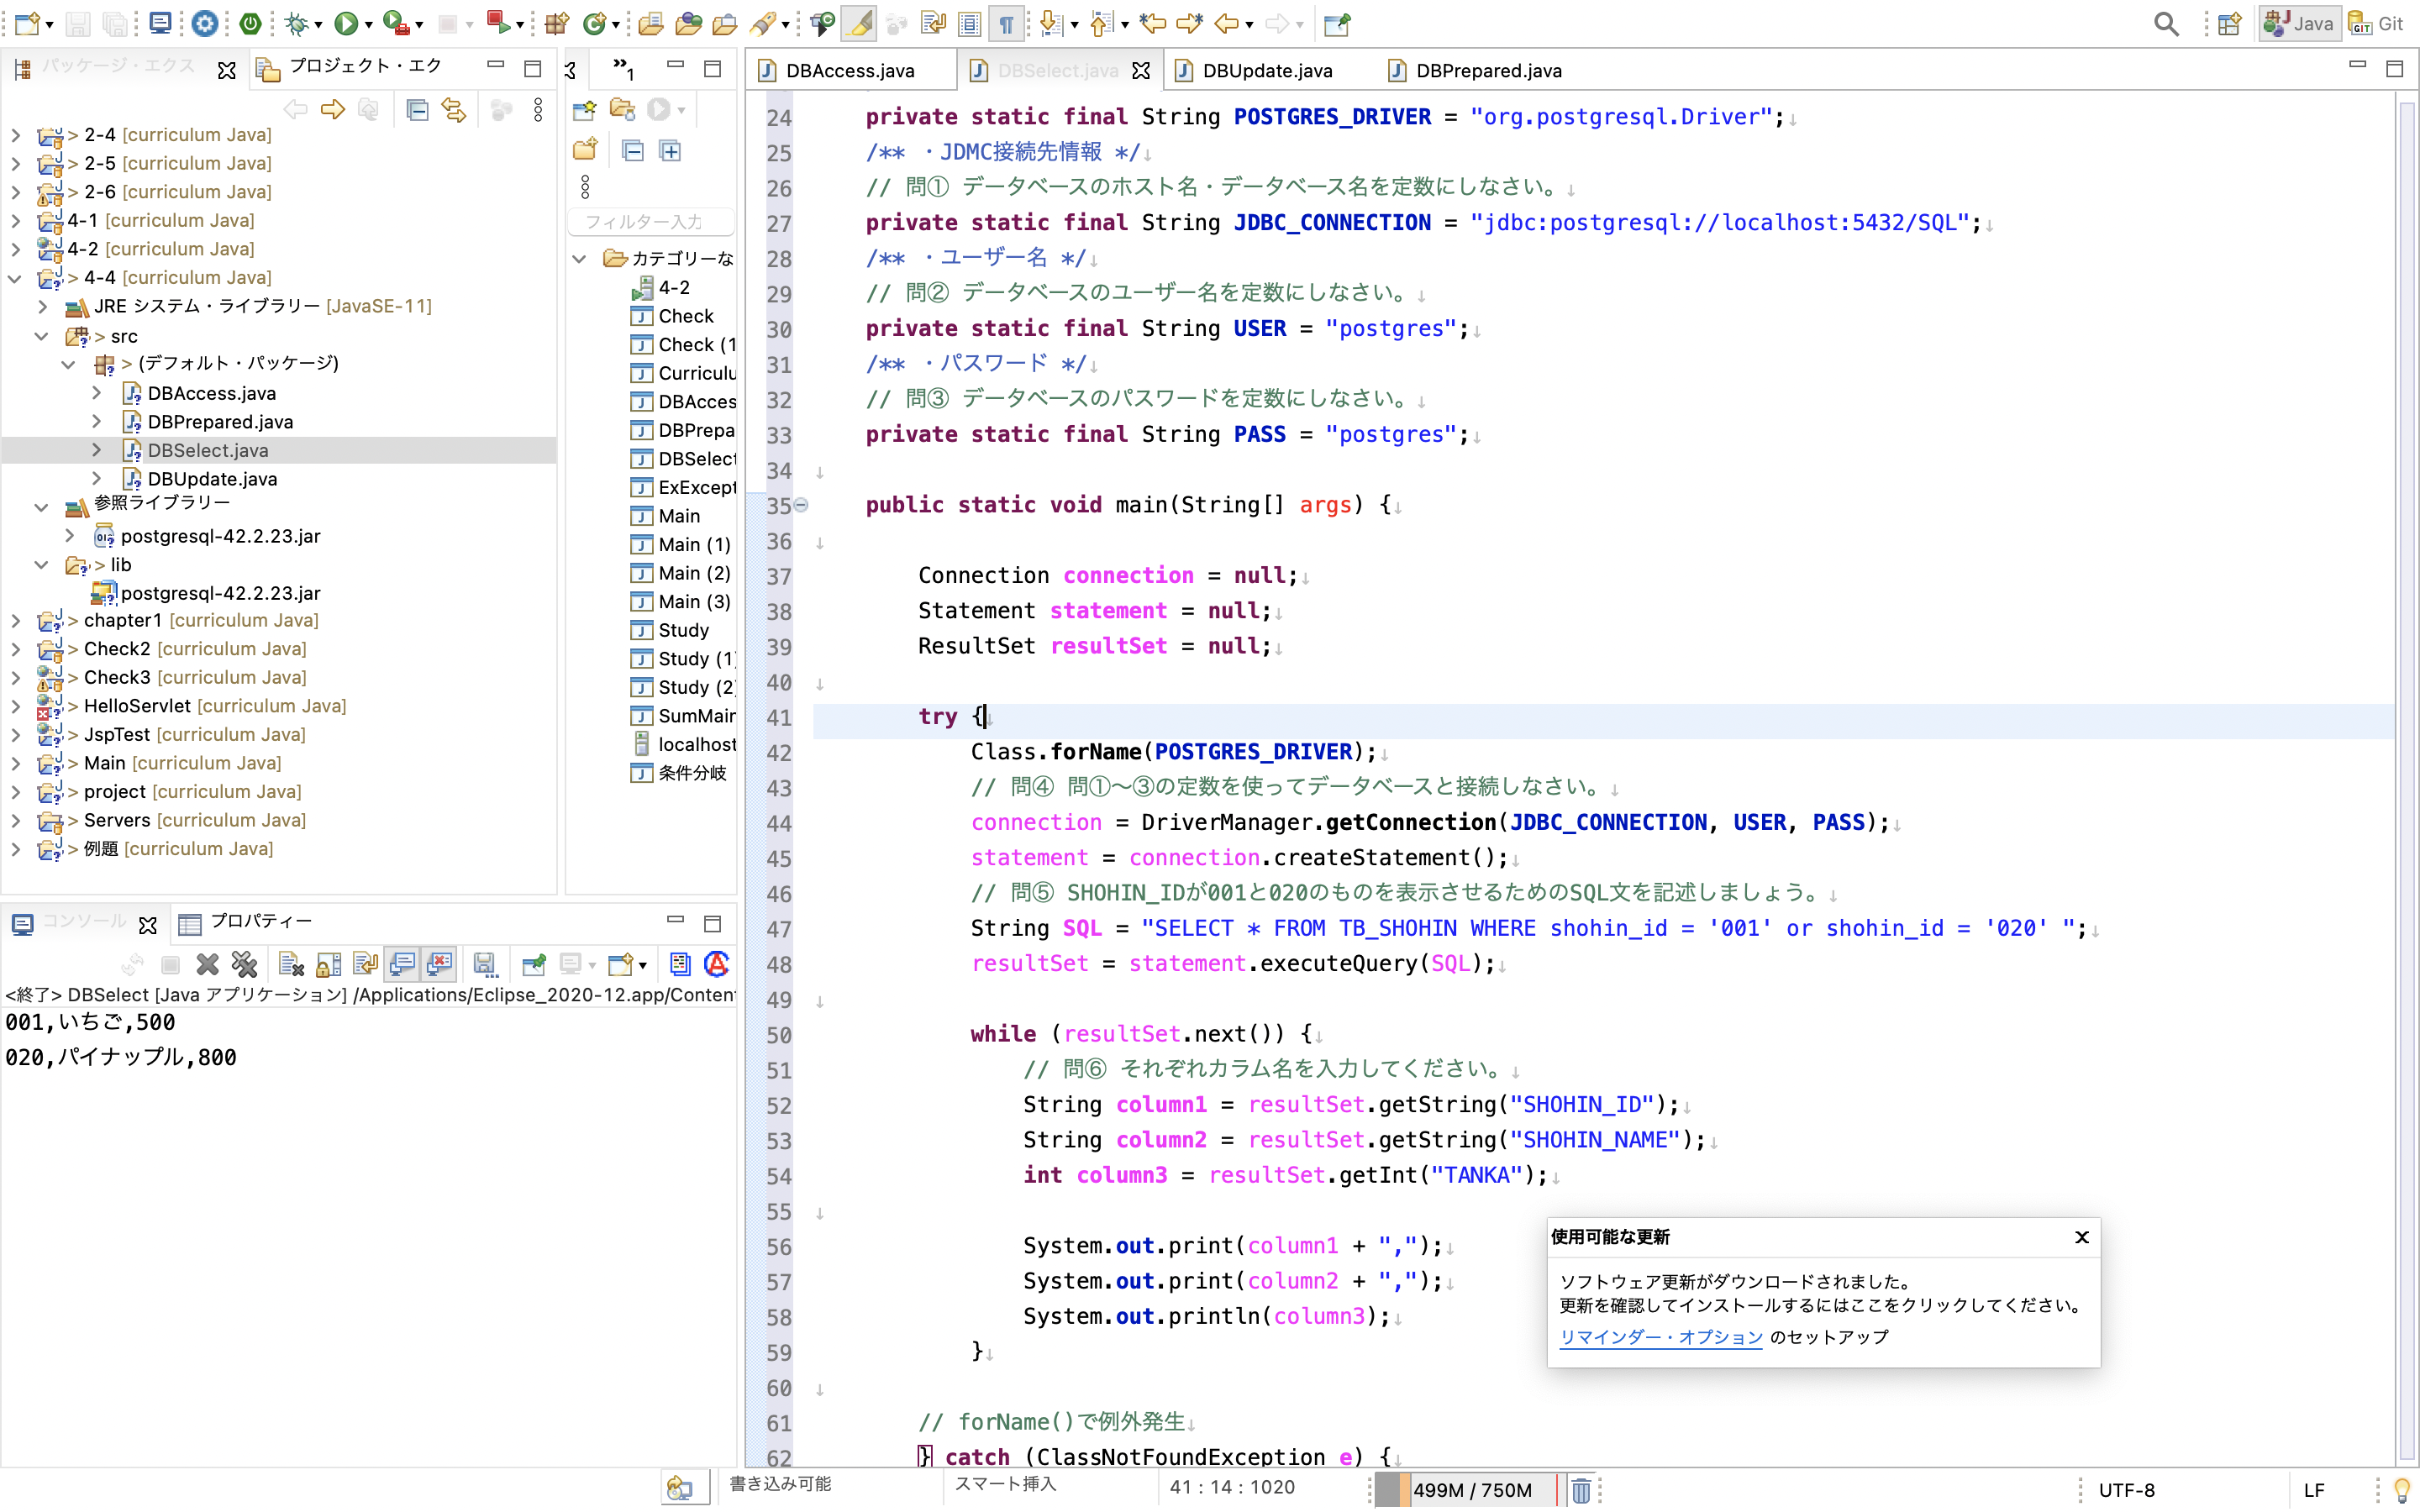 Java
Git
パッケージ・エクス
プロジェクト・エク
»1
DBAccess.java
DBSelect.java
DBUpdate.java
DBPrepared.java
> 2-4 [curriculum Java]
> 2-5 [curriculum Java]
> 2-6 [curriculum Java]
4-1 [curriculum Java]
4-2 [curriculum Java]
> 4-4 [curriculum Java]
JRE システム・ライブラリー [JavaSE-11]
> src
> (デフォルト・パッケージ)
DBAccess.java
DBPrepared.java
DBSelect.java
DBUpdate.java
参照ライブラリー
postgresql-42.2.23.jar
> lib
postgresql-42.2.23.jar
> chapter1 [curriculum Java]
> Check2 [curriculum Java]
> Check3 [curriculum Java]
> HelloServlet [curriculum Java]
> JspTest [curriculum Java]
> Main [curriculum Java]
> project [curriculum Java]
> Servers [curriculum Java]
> 例題 [curriculum Java]
フィルター入力
カテゴリーな
4-2
Check
Check (1
Curriculu
DBAcces
DBPrepa
DBSelect
ExExcept
Main
Main (1)
Main (2)
Main (3)
Study
Study (1)
Study (2)
SumMain
localhost
条件分岐
24 private static final String POSTGRES_DRIVER = "org.postgresql.Driver";↓
25 /** ・JDMC接続先情報 */↓
26 // 問① データベースのホスト名・データベース名を定数にしなさい。↓
27 private static final String JDBC_CONNECTION = "jdbc:postgresql://localhost:5432/SQL";↓
28 /** ・ユーザー名 */↓
29 // 問② データベースのユーザー名を定数にしなさい。↓
30 private static final String USER = "postgres";↓
31 /** ・パスワード */↓
32 // 問③ データベースのパスワードを定数にしなさい。↓
33 private static final String PASS = "postgres";↓
34 ↓
35 public static void main(String[] args) {↓
36 ↓
37 Connection connection = null;↓
38 Statement statement = null;↓
39 ResultSet resultSet = null;↓
40 ↓
41 try {↓
42 Class.forName(POSTGRES_DRIVER);↓
43 // 問④ 問①〜③の定数を使ってデータベースと接続しなさい。↓
44 connection = DriverManager.getConnection(JDBC_CONNECTION, USER, PASS);↓
45 statement = connection.createStatement();↓
46 // 問⑤ SHOHIN_IDが001と020のものを表示させるためのSQL文を記述しましょう。↓
47 String SQL = "SELECT * FROM TB_SHOHIN WHERE shohin_id = '001' or shohin_id = '020' ";↓
48 resultSet = statement.executeQuery(SQL);↓
49 ↓
50 while (resultSet.next()) {↓
51 // 問⑥ それぞれカラム名を入力してください。↓
52 String column1 = resultSet.getString("SHOHIN_ID");↓
53 String column2 = resultSet.getString("SHOHIN_NAME");↓
54 int column3 = resultSet.getInt("TANKA");↓
55 ↓
56 System.out.print(column1 + ",");↓
57 System.out.print(column2 + ",");↓
58 System.out.println(column3);↓
59 }↓
60 ↓
61 // forName()で例外発生↓
62 } catch (ClassNotFoundException e) {↓
コンソール
プロパティー
<終了> DBSelect [Java アプリケーション] /Applications/Eclipse_2020-12.app/Conten
001,いちご,500
020,パイナップル,800
使用可能な更新
ソフトウェア更新がダウンロードされました。
更新を確認してインストールするにはここをクリックしてください。
リマインダー・オプション のセットアップ
書き込み可能
スマート挿入
41 : 14 : 1020
499M / 750M
UTF-8
LF